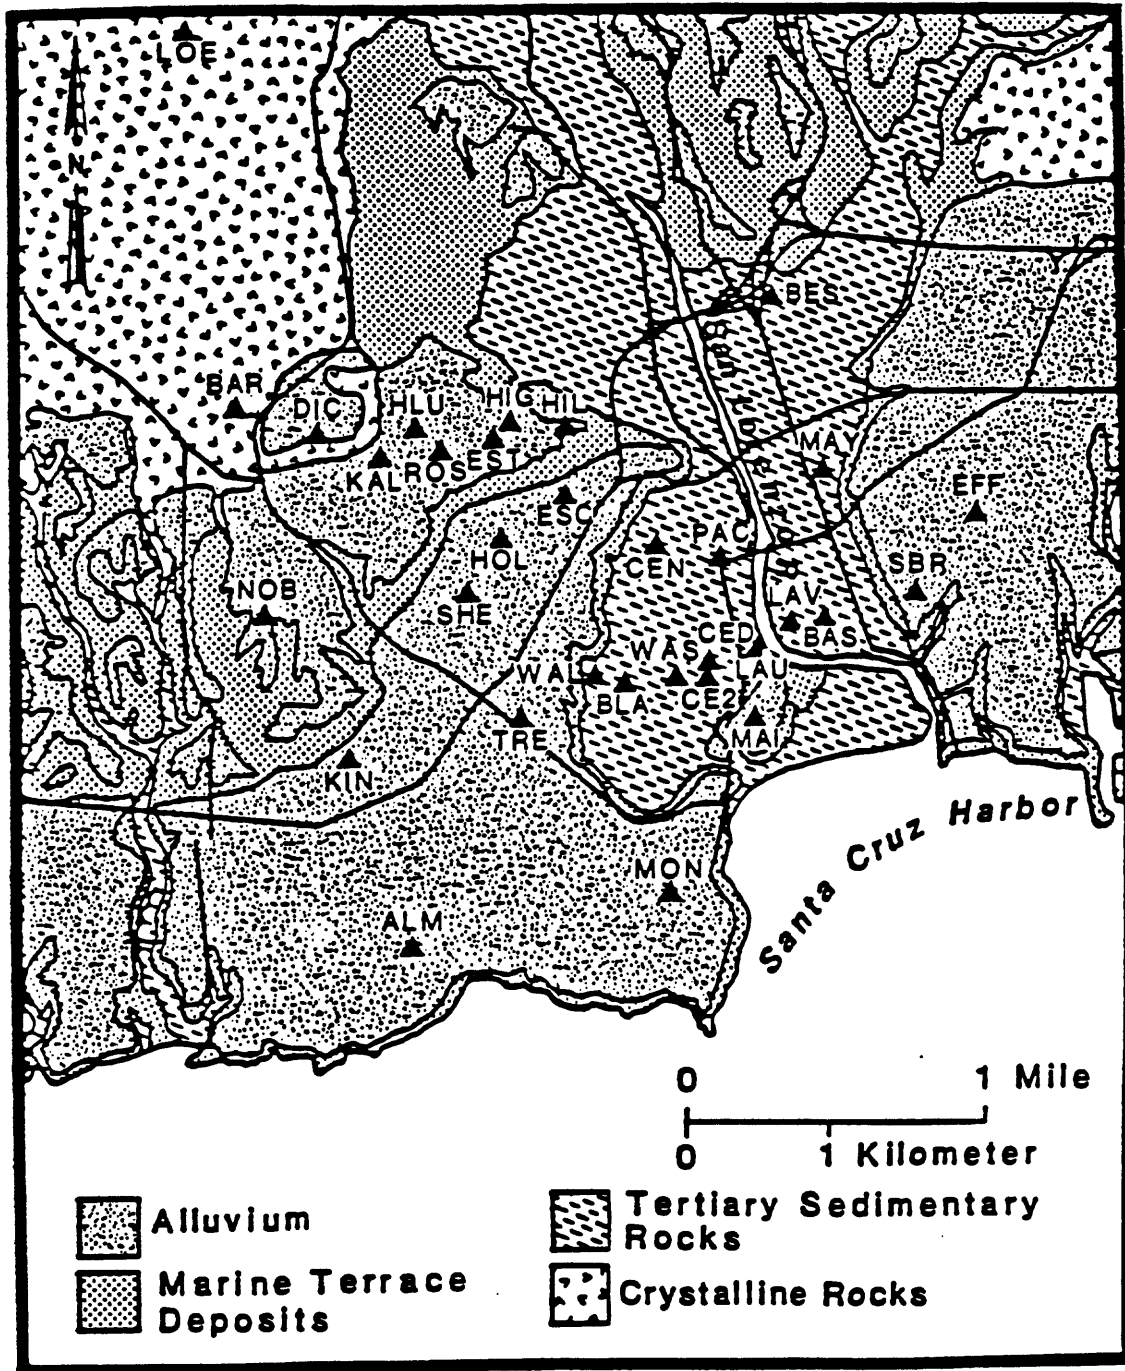 LOE
N
BES
San Lorenzo R
BAR
DIC
HLU
HIG
HIL
KAL
ROS
EST
MAY
EFF
ESC
HOL
PAC
CEN
SBR
NOB
SHE
LAV
BAS
CED
WAS
LAU
WAL
BLA
CE2
TRE
MAI
KIN
MON
ALM
Santa Cruz Harbor
0 1 Mile
0 1 Kilometer
Alluvium
Marine Terrace
Deposits
Tertiary Sedimentary
Rocks
Crystalline Rocks